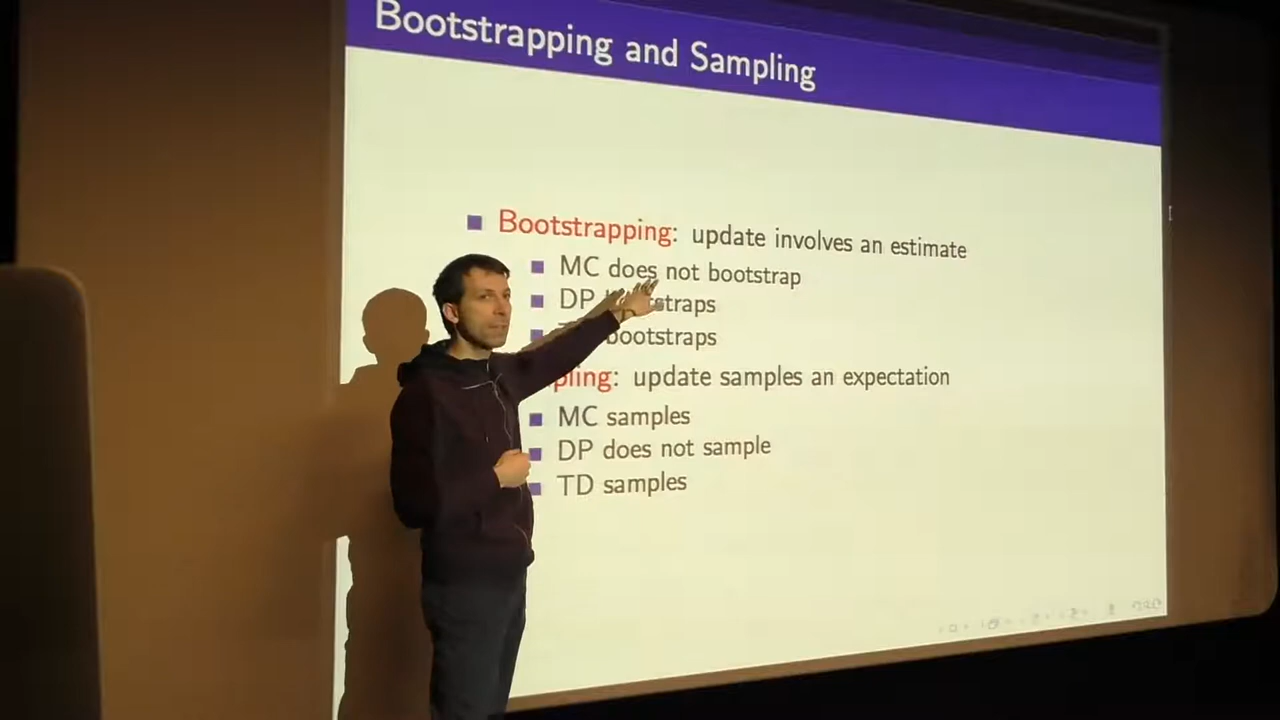 Bootstrapping and Sampling
Bootstrapping: update involves an estimate
MC does not bootstrap
DP bootstraps
bootstraps
pling: update samples an expectation
MC samples
DP does not sample
TD samples